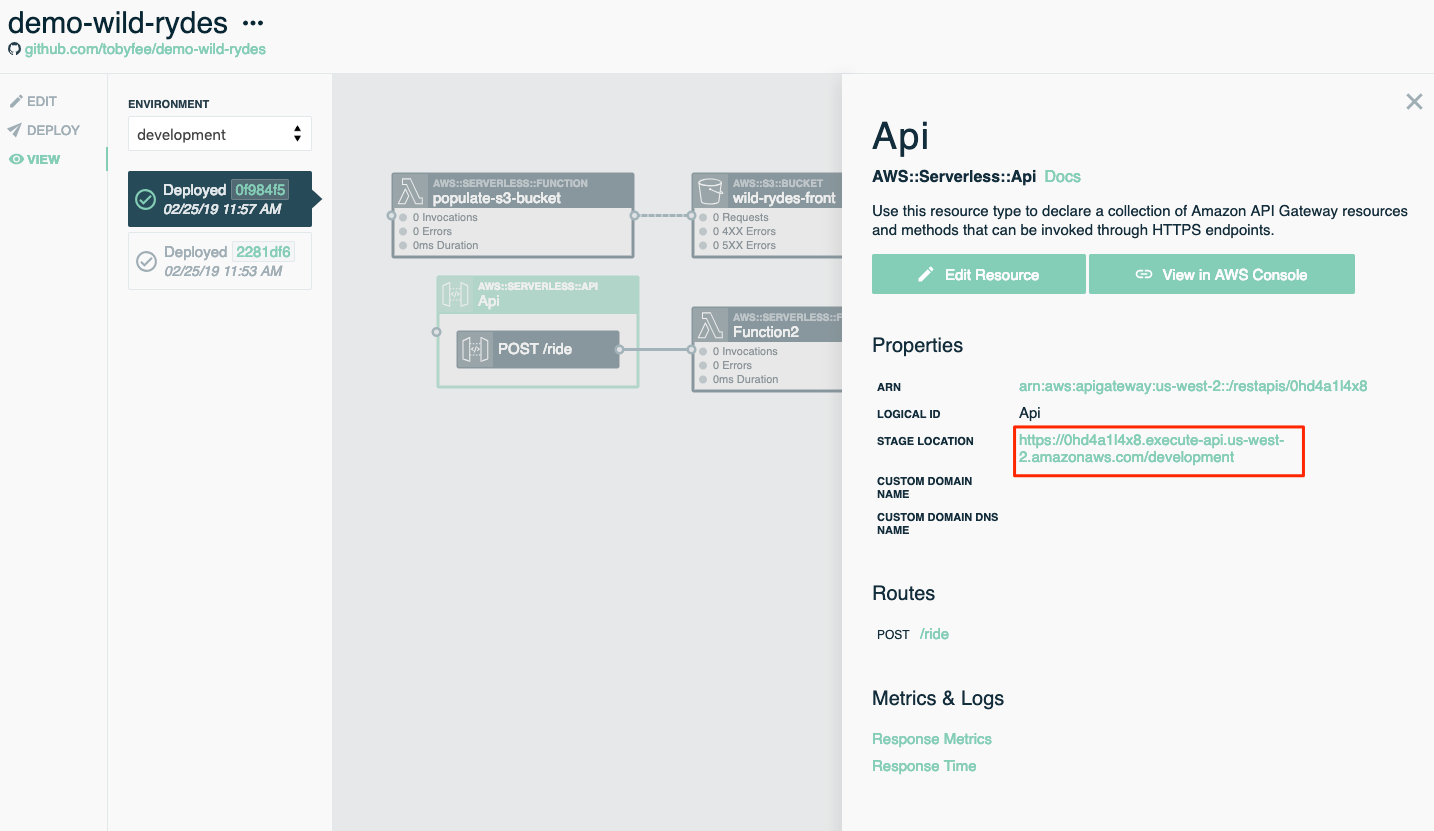 demo-wild-rydes ...
github.com/tobyfee/demo-wild-rydes
EDIT
DEPLOY
VIEW
ENVIRONMENT
development
Deployed 0f984f5
02/25/19 11:57 AM
Deployed 2281df6
02/25/19 11:53 AM
AWS::SERVERLESS::FUNCTION
populate-s3-bucket
0 Invocations
0 Errors
0ms Duration
AWS::S3::BUCKET
wild-rydes-front
0 Requests
0 4XX Errors
0 5XX Errors
AWS::SERVERLESS::API
Api
POST /ride
AWS::SERVERLESS::F
Function2
0 Invocations
0 Errors
0ms Duration
Api
AWS::Serverless::Api Docs
Use this resource type to declare a collection of Amazon API Gateway resources
and methods that can be invoked through HTTPS endpoints.
Edit Resource
View in AWS Console
Properties
ARN arn:aws:apigateway:us-west-2::/restapis/0hd4a1l4x8
LOGICAL ID Api
STAGE LOCATION https://0hd4a1l4x8.execute-api.us-west-
2.amazonaws.com/development
CUSTOM DOMAIN
NAME
CUSTOM DOMAIN DNS
NAME
Routes
POST /ride
Metrics & Logs
Response Metrics
Response Time